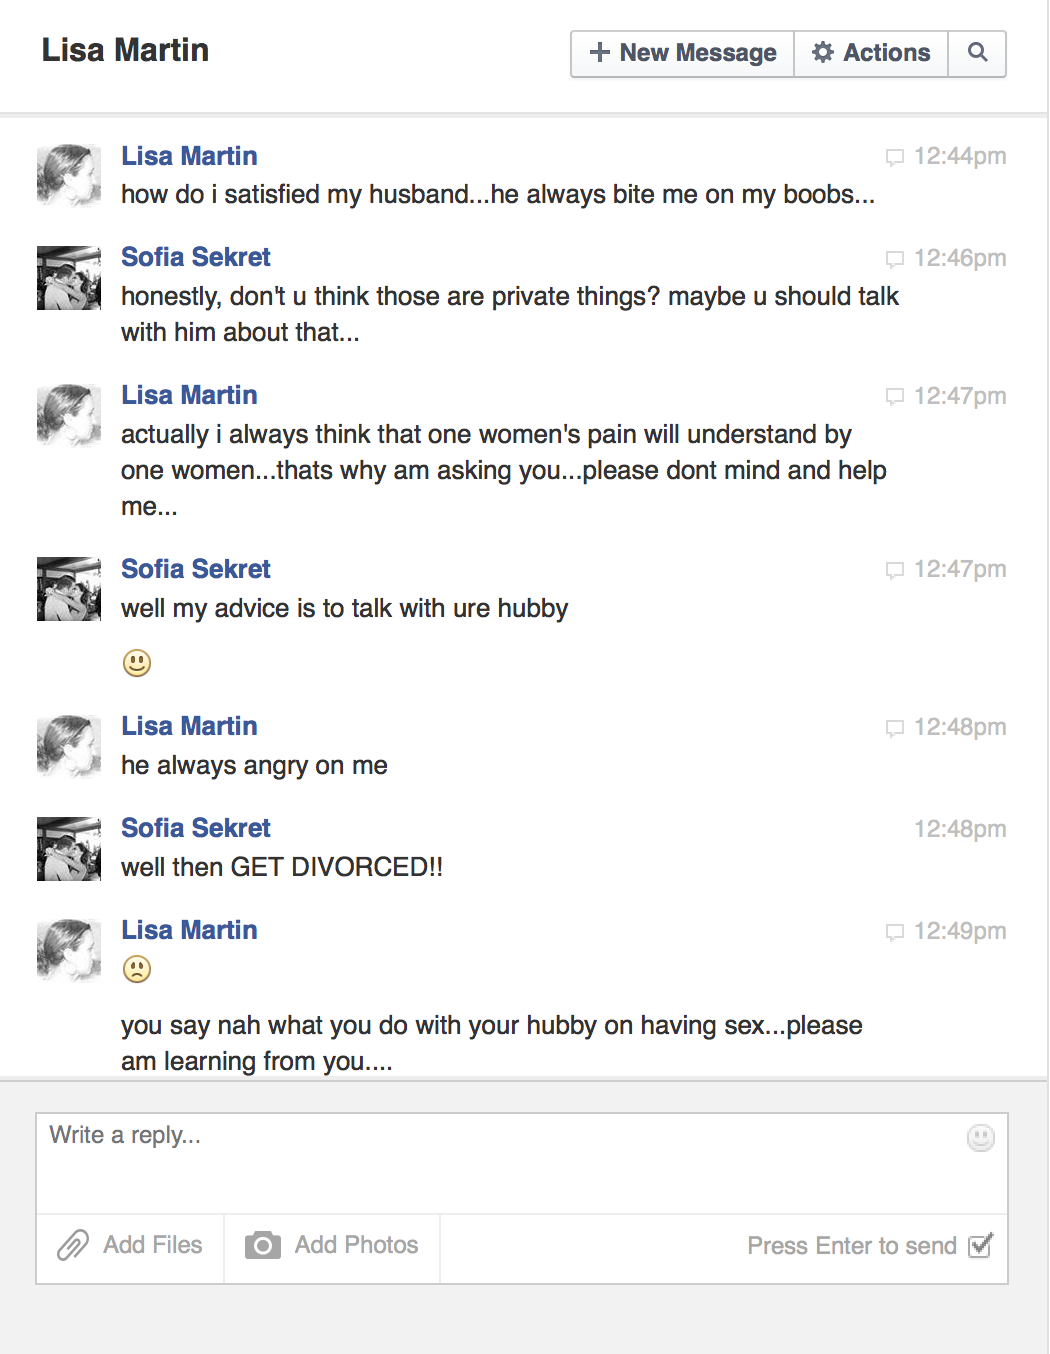 Lisa Martin
New Message
Actions
Lisa Martin
12:44pm
how do i satisfied my husband...he always bite me on my boobs...
Sofia Sekret
12:46pm
honestly, don't u think those are private things? maybe u should talk
with him about that...
Lisa Martin
12:47pm
actually i always think that one women's pain will understand by
one women...thats why am asking you...please dont mind and help
me...
Sofia Sekret
12:47pm
well my advice is to talk with ure hubby
Lisa Martin
12:48pm
he always angry on me
Sofia Sekret
12:48pm
well then GET DIVORCED!!
Lisa Martin
12:49pm
you say nah what you do with your hubby on having sex...please
am learning from you....
Write a reply...
Add Files
Add Photos
Press Enter to send